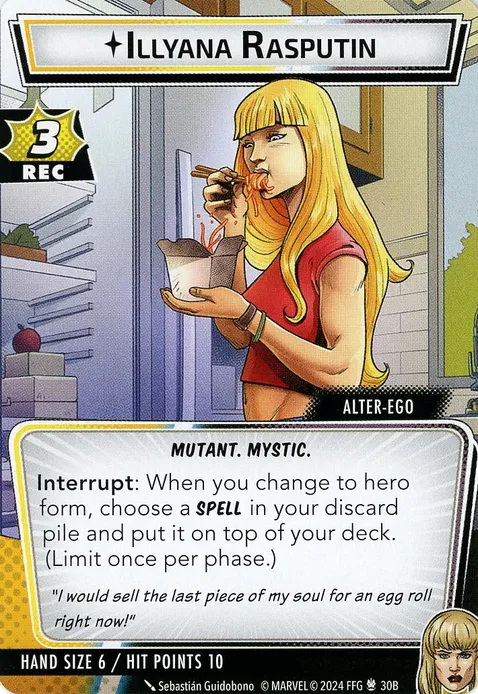 ILLYANA RASPUTIN
3
REC
ALTER-EGO
MUTANT. MYSTIC.
Interrupt: When you change to hero
form, choose a SPELL in your discard
pile and put it on top of your deck.
(Limit once per phase.)
"I would sell the last piece of my soul for an egg roll
right now!"
HAND SIZE 6 / HIT POINTS 10
Sebastián Guidobono © MARVEL © 2024 FFG 30B